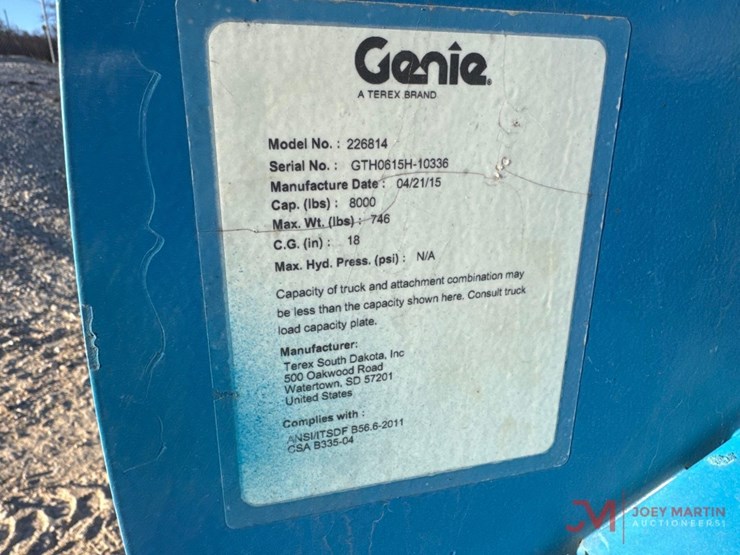 Genie.
A TEREX BRAND
Model No. : 226814
Serial No. : GTH0615H-10336
Manufacture Date : 04/21/15
Cap. (lbs) : 8000
Max. Wt. (lbs) : 746
C.G. (in) : 18
Max. Hyd. Press. (psi) : N/A
Capacity of truck and attachment combination may
be less than the capacity shown here. Consult truck
load capacity plate.
Manufacturer:
Terex South Dakota, Inc
500 Oakwood Road
Watertown, SD 57201
United States
Complies with :
ANSI/ITSDF B56.6-2011
CSA B335-04
JM JOEY MARTIN
AUCTIONEERS!